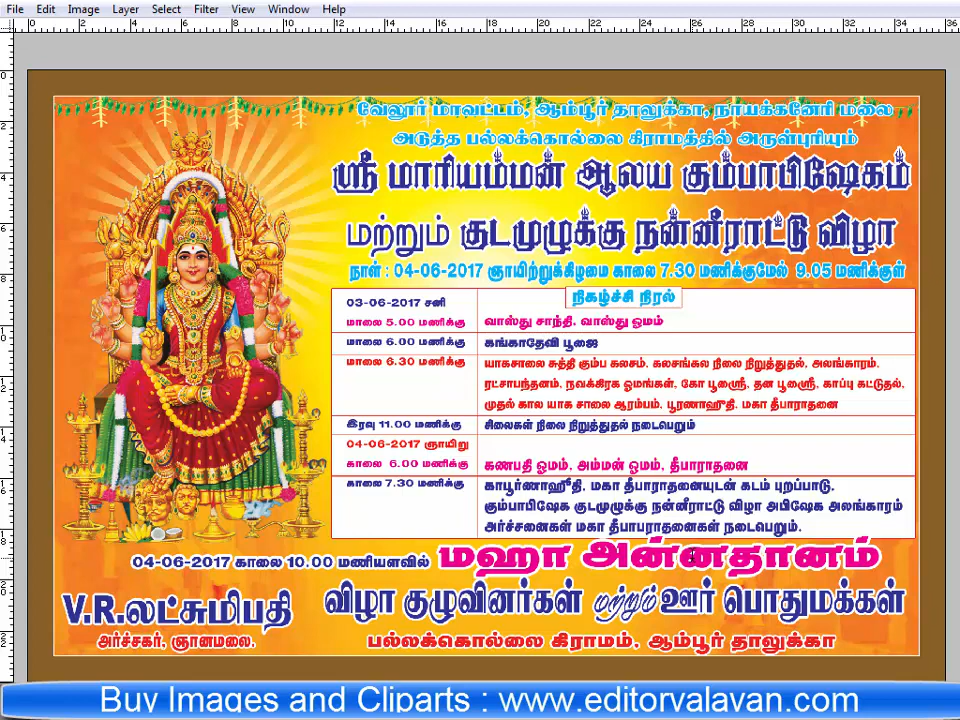 File Edit Image Layer Select Filter View Window Help
வேலூர் மாவட்டம், ஆம்பூர் தாலுக்கா, நாயக்கனேரி மலை
அடுத்த பல்லக்கொல்லை கிராமத்தில் அருள்புரியும்
ஸ்ரீ மாரியம்மன் ஆலய கும்பாபிஷேகம்
மற்றும் குடமுழுக்கு நன்னீராட்டு விழா
நாள் : 04-06-2017 ஞாயிற்றுக்கிழமை காலை 7.30 மணிக்குமேல் 9.05 மணிக்குள்
நிகழ்ச்சி நிரல்
03-06-2017 சனி
மாலை 5.00 மணிக்கு வாஸ்து சாந்தி, வாஸ்து ஓமம்
மாலை 6.00 மணிக்கு கங்காதேவி பூஜை
மாலை 6.30 மணிக்கு யாகசாலை சுத்தி கும்ப கலசம், கலசங்கல நிலை நிறுத்துதல், அலங்காரம்,
ரட்சாபந்தனம், நவக்கிரக ஓமங்கள், கோ பூஸ்ரீ, தன பூஸ்ரீ, காப்பு கட்டுதல்,
முதல் கால யாக சாலை ஆரம்பம், பூரணாஹுதி, மகா தீபாராதனை
இரவு 11.00 மணிக்கு சிலைகள் நிலை நிறுத்துதல் நடைபெறும்
04-06-2017 ஞாயிறு
காலை 6.00 மணிக்கு கணபதி ஓமம், அம்மன் ஓமம், தீபாராதனை
காலை 7.30 மணிக்கு காபூர்ணாஹூதி, மகா தீபாராதனையுடன் கடம் புறப்பாடு,
கும்பாபிஷேக குடமுழுக்கு நன்னீராட்டு விழா அபிஷேக அலங்காரம்
அர்ச்சனைகள் மகா தீபாபராதனைகள் நடைபெறும்.
04-06-2017 காலை 10.00 மணியளவில் மஹா அன்னதானம்
V.R.லட்சுமிபதி
அர்ச்சகர், ஞானமலை.
விழா குழுவினர்கள் மற்றும் ஊர் பொதுமக்கள்
பல்லக்கொல்லை கிராமம், ஆம்பூர் தாலுக்கா
Buy Images and Cliparts : www.editorvalavan.com